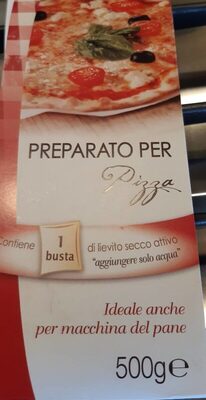 PREPARATO PER
Pizza
Contiene
1
busta
di lievito secco attivo
"aggiungere solo acqua"
Ideale anche
per macchina del pane
500g℮